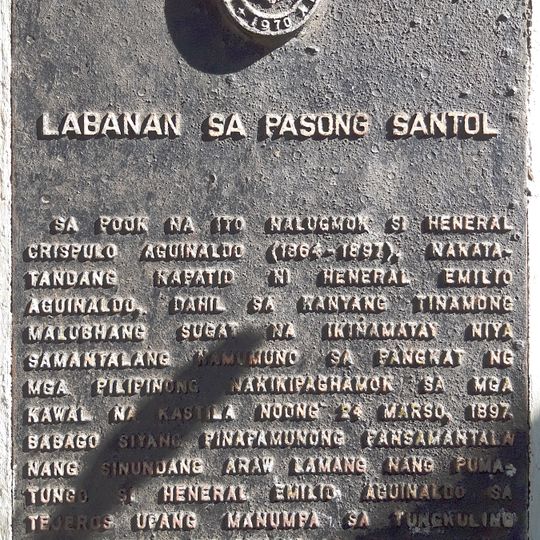 1970
LABANAN SA PASONG SANTOL
SA POOK NA ITO NALUGMOK SI HENERAL
CRISPULO AGUINALDO (1864-1897), NAKATA-
TANDANG KAPATID NI HENERAL EMILIO
AGUINALDO, DAHIL SA KANYANG TINAMONG
MALUBHANG SUGAT NA IKINAMATAY NIYA
SAMANTALANG NAMUMUNO SA PANGKAT NG
MGA PILIPINONG NAKIKIPAGHAMOK SA MGA
KAWAL NA KASTILA NOONG 24 MARSO, 1897.
BABAGO SIYANG PINAPAMUNONG PANSAMANTALA
NANG SINUNDANG ARAW LAMANG NANG PUMA-
TUNGO SI HENERAL EMILIO AGUINALDO SA
TEJEROS UPANG MANUMPA SA TUNGKULING